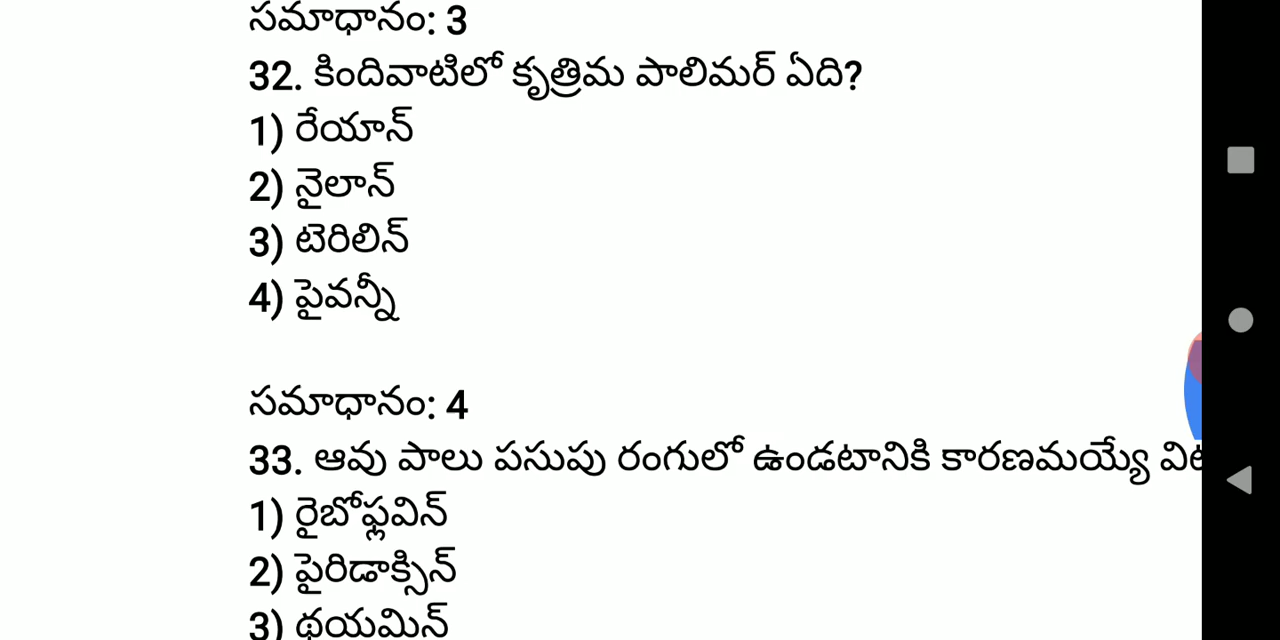 సమాధానం: 3
32. కిందివాటిలో కృత్రిమ పాలిమర్ ఏది?
1) రేయాన్
2) నైలాన్
3) టెరిలిన్
4) పైవన్నీ
సమాధానం: 4
33. ఆవు పాలు పసుపు రంగులో ఉండటానికి కారణమయ్యే
1) రైబోఫ్లవిన్
2) పైరిడాక్సిన్
3) థయమిన్